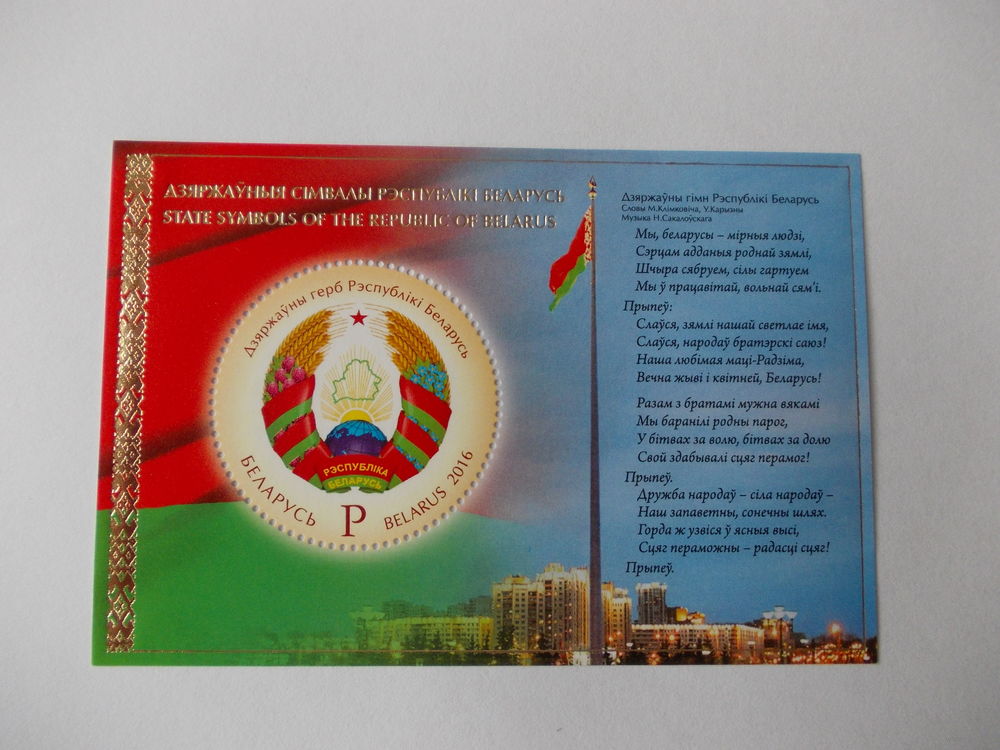 ДЗЯРЖАЎНЫЯ СІМВАЛЫ РЭСПУБЛІКІ БЕЛАРУСЬ
STATE SYMBOLS OF THE REPUBLIC OF BELARUS
Дзяржаўны герб Рэспублікі Беларусь
РЭСПУБЛІКА
БЕЛАРУСЬ
БЕЛАРУСЬ
P
BELARUS 2016
Дзяржаўны гімн Рэспублікі Беларусь
Словы М.Клімковіча, У.Карызны
Музыка Н.Сакалоўскага
Мы, беларусы – мірныя людзі,
Сэрцам адданыя роднай зямлі,
Шчыра сябруем, сілы гартуем
Мы ў працавітай, вольнай сям'і.
Прыпеў:
Слаўся, зямлі нашай светлае імя,
Слаўся, народаў братэрскі саюз!
Наша любімая маці-Радзіма,
Вечна жыві і квітней, Беларусь!
Разам з братамі мужна вякамі
Мы баранілі родны парог,
У бітвах за волю, бітвах за долю
Свой здабывалі сцяг перамог!
Прыпеў.
Дружба народаў – сіла народаў –
Наш запаветны, сонечны шлях.
Горда ж узвіся ў ясныя высі,
Сцяг пераможны – радасці сцяг!
Прыпеў.